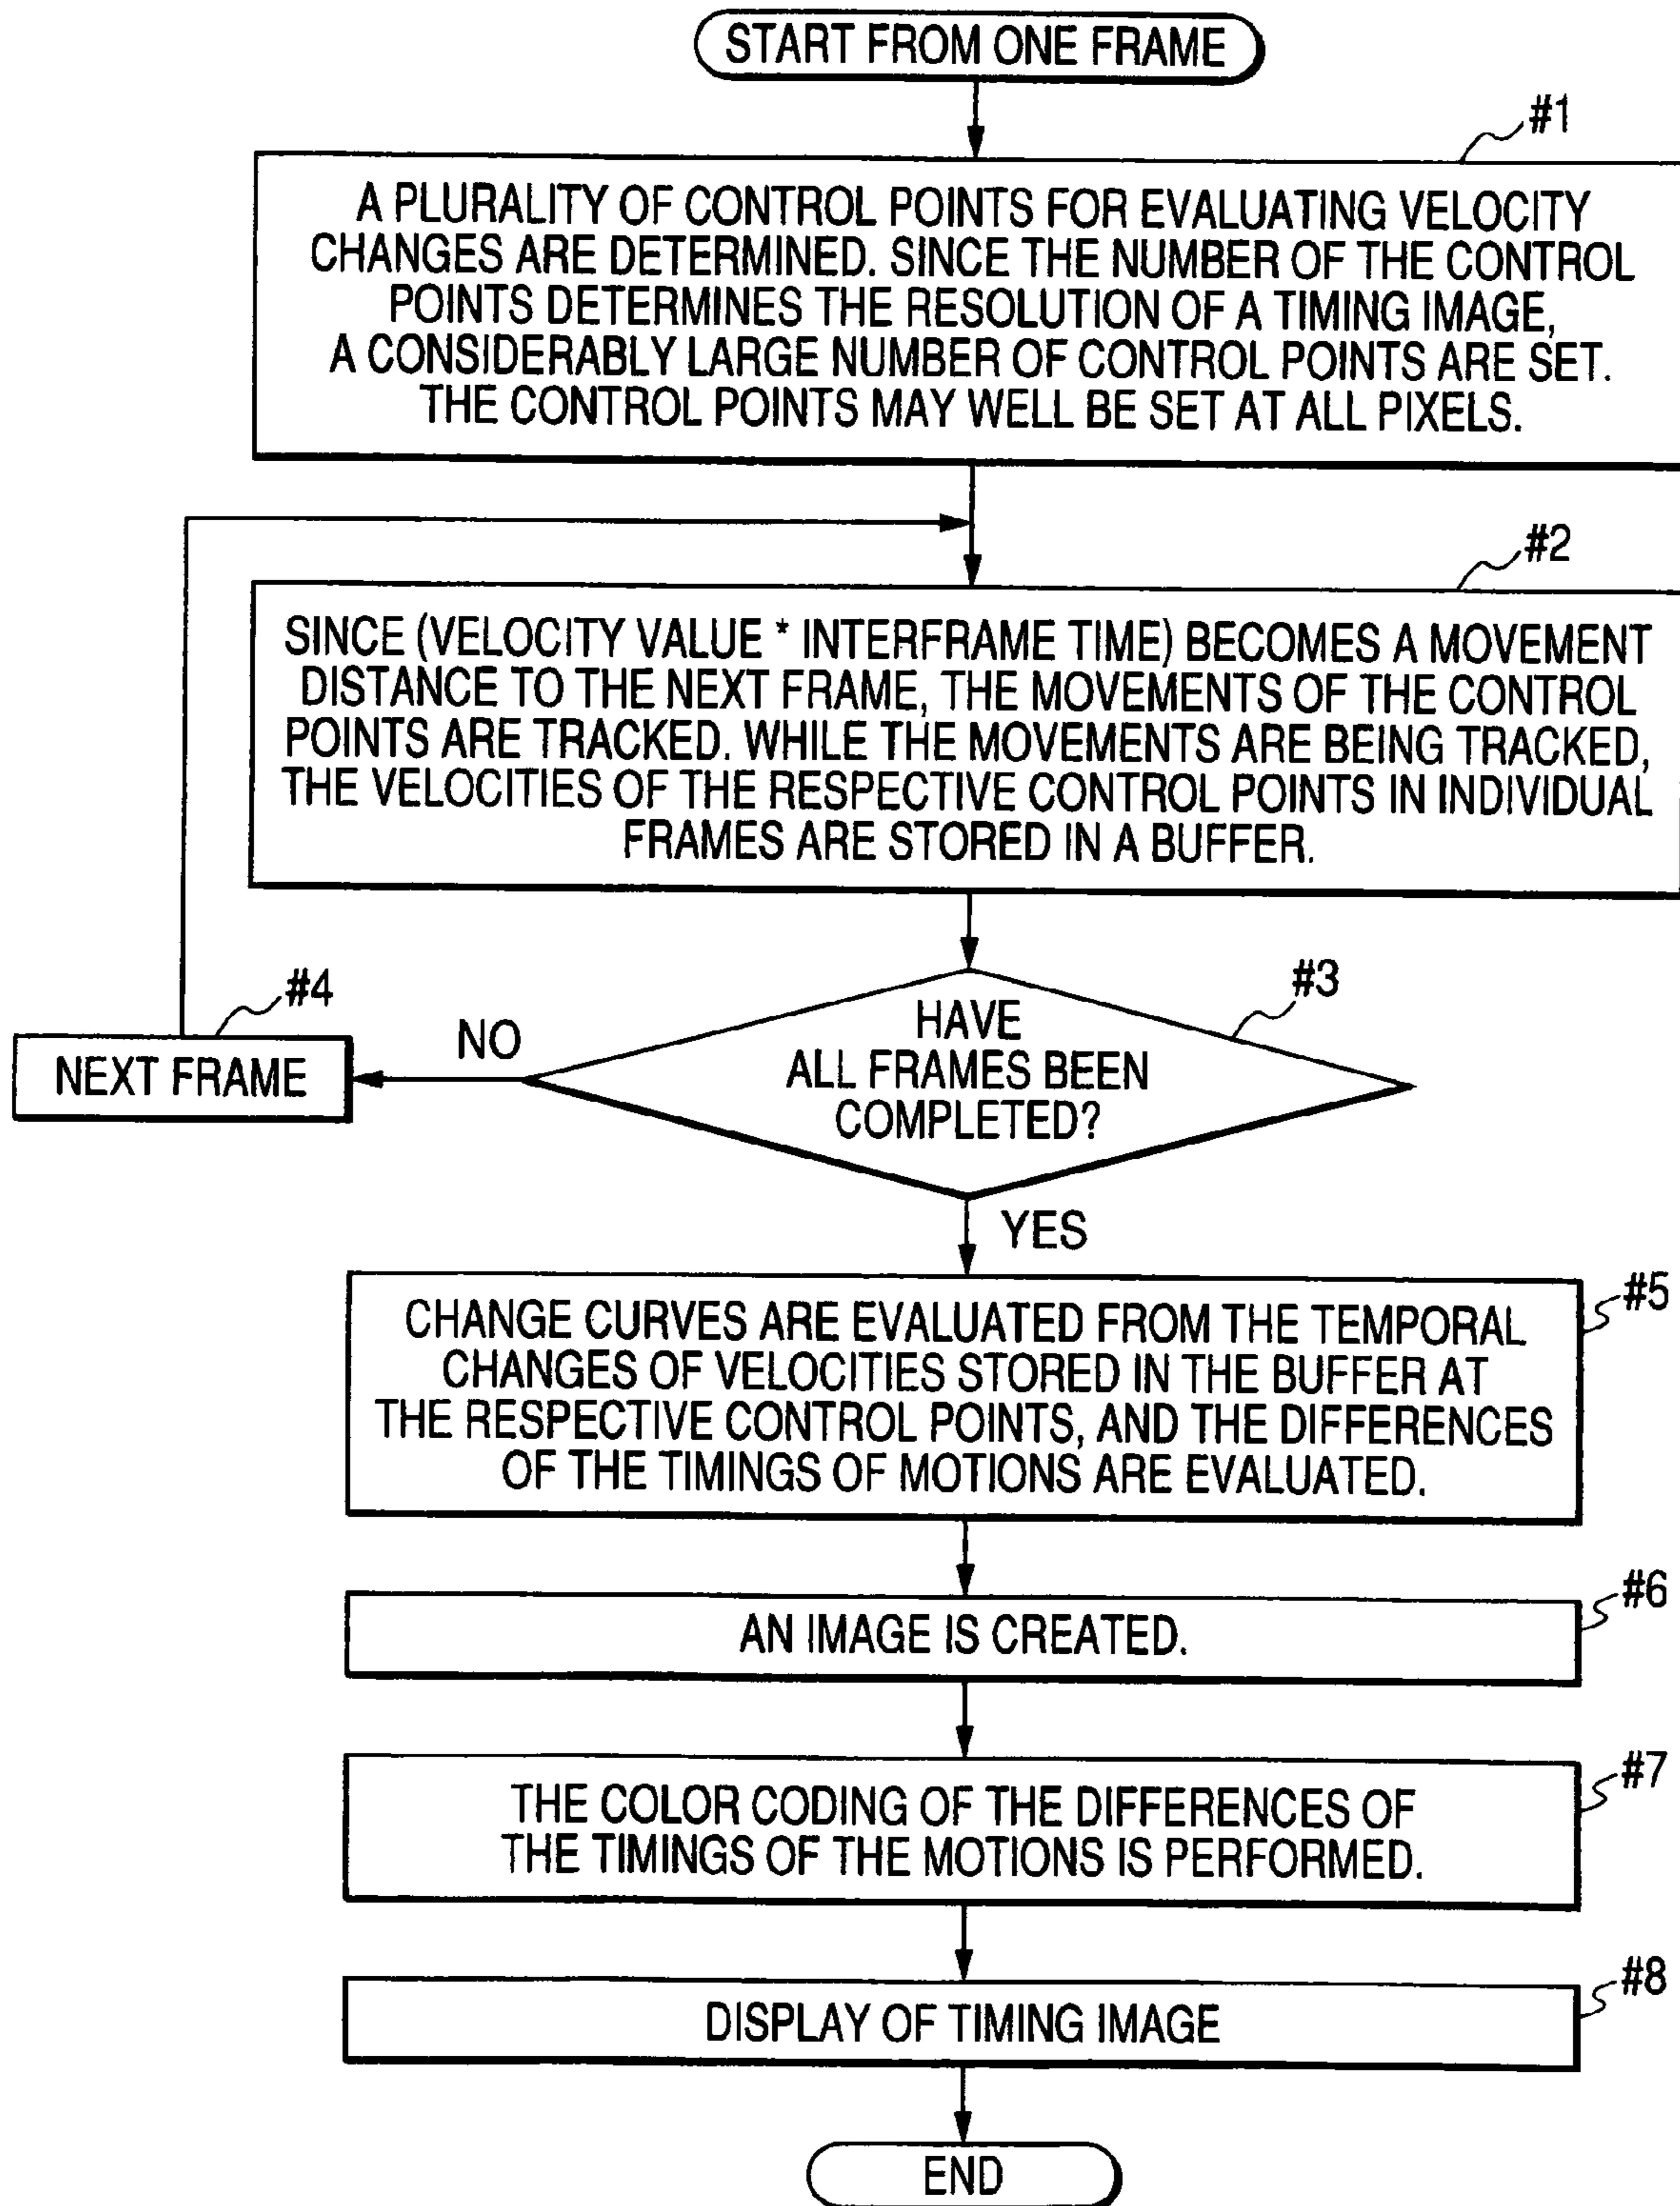 START FROM ONE FRAME
#1
A PLURALITY OF CONTROL POINTS FOR EVALUATING VELOCITY
CHANGES ARE DETERMINED. SINCE THE NUMBER OF THE CONTROL
POINTS DETERMINES THE RESOLUTION OF A TIMING IMAGE,
A CONSIDERABLY LARGE NUMBER OF CONTROL POINTS ARE SET.
THE CONTROL POINTS MAY WELL BE SET AT ALL PIXELS.
#2
SINCE (VELOCITY VALUE * INTERFRAME TIME) BECOMES A MOVEMENT
DISTANCE TO THE NEXT FRAME, THE MOVEMENTS OF THE CONTROL
POINTS ARE TRACKED. WHILE THE MOVEMENTS ARE BEING TRACKED,
THE VELOCITIES OF THE RESPECTIVE CONTROL POINTS IN INDIVIDUAL
FRAMES ARE STORED IN A BUFFER.
#3
HAVE
ALL FRAMES BEEN
COMPLETED?
NO
#4
NEXT FRAME
YES
#5
CHANGE CURVES ARE EVALUATED FROM THE TEMPORAL
CHANGES OF VELOCITIES STORED IN THE BUFFER AT
THE RESPECTIVE CONTROL POINTS, AND THE DIFFERENCES
OF THE TIMINGS OF MOTIONS ARE EVALUATED.
#6
AN IMAGE IS CREATED.
#7
THE COLOR CODING OF THE DIFFERENCES OF
THE TIMINGS OF THE MOTIONS IS PERFORMED.
#8
DISPLAY OF TIMING IMAGE
END